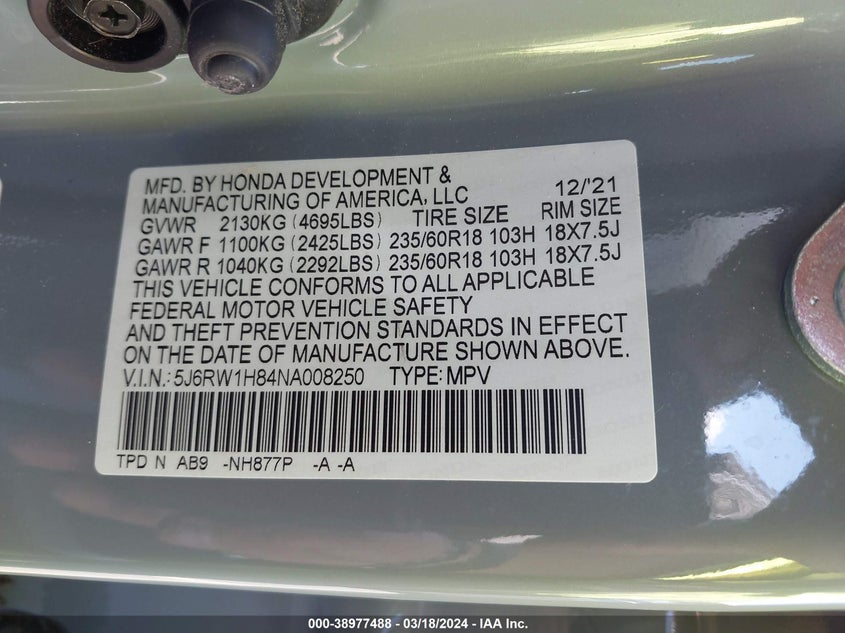 MFD. BY HONDA DEVELOPMENT &
MANUFACTURING OF AMERICA, LLC 12/'21
GVWR 2130KG (4695LBS) TIRE SIZE RIM SIZE
GAWR F 1100KG (2425LBS) 235/60R18 103H 18X7.5J
GAWR R 1040KG (2292LBS) 235/60R18 103H 18X7.5J
THIS VEHICLE CONFORMS TO ALL APPLICABLE
FEDERAL MOTOR VEHICLE SAFETY
AND THEFT PREVENTION STANDARDS IN EFFECT
ON THE DATE OF MANUFACTURE SHOWN ABOVE.
V.I.N.: 5J6RW1H84NA008250 TYPE: MPV
TPD N AB9 -NH877P -A -A
000-38977488 - 03/18/2024 - IAA Inc.